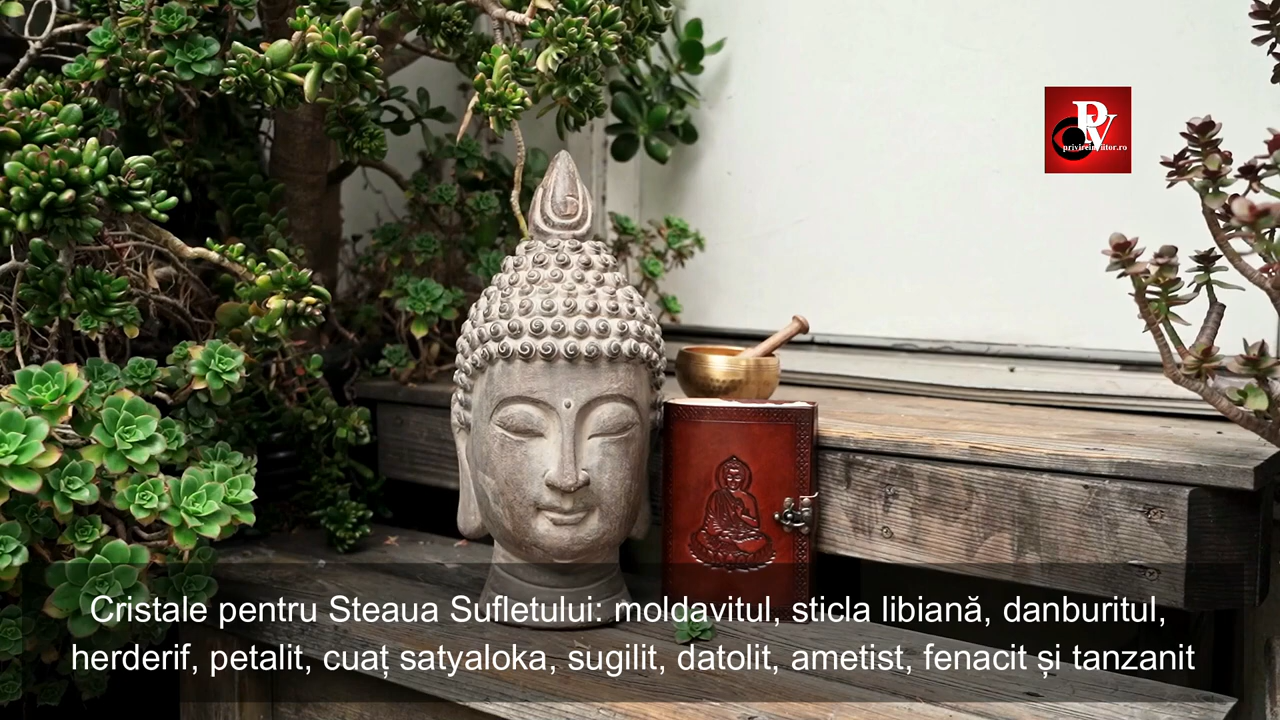 PV
privireinviitor.ro
Cristale pentru Steaua Sufletului: moldavitul, sticla libiană, danburitul,
herderif, petalit, cuaț satyaloka, sugilit, datolit, ametist, fenacit și tanzanit